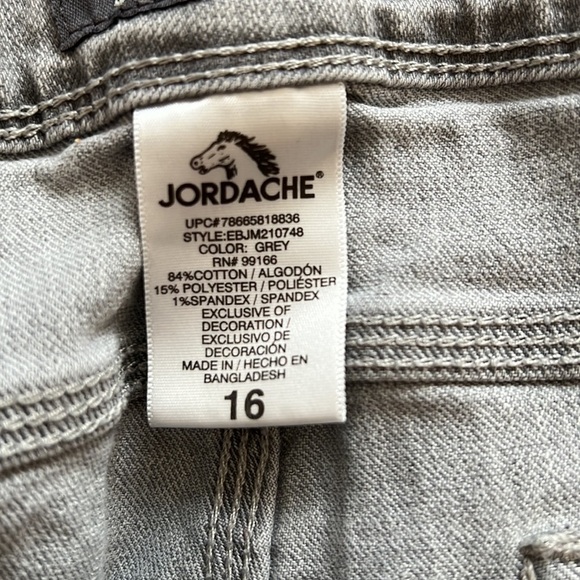 JORDACHE®
UPC#78665818836
STYLE:EBJM210748
COLOR: GREY
RN# 99166
84%COTTON / ALGODÓN
15% POLYESTER / POLIÉSTER
1%SPANDEX / SPANDEX
EXCLUSIVE OF
DECORATION /
EXCLUSIVO DE
DECORACIÓN
MADE IN / HECHO EN
BANGLADESH
16